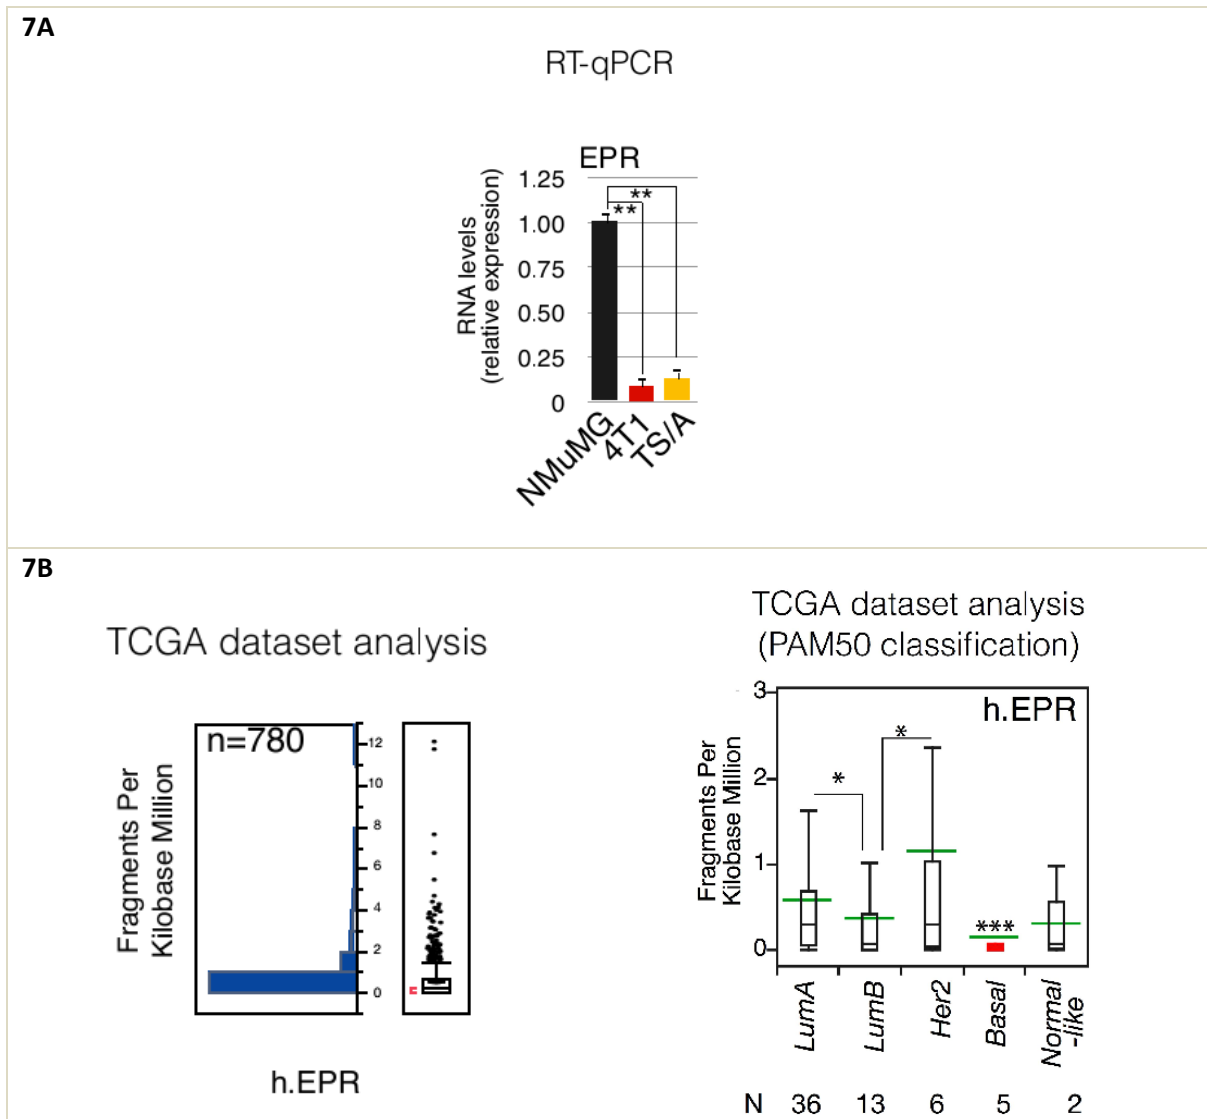 7A
RT-qPCR
EPR
RNA levels
(relative expression)
1.25
1.00
0.75
0.50
0.25
0
**
**
NMuMG
4T1
TS/A
7B
TCGA dataset analysis
n=780
Fragments Per
Kilobase Million
12
10
8
6
4
2
0
h.EPR
TCGA dataset analysis
(PAM50 classification)
h.EPR
Fragments Per
Kilobase Million
3
2
1
0
*
*
***
LumA
LumB
Her2
Basal
Normal
-like
N 36 13 6 5 2